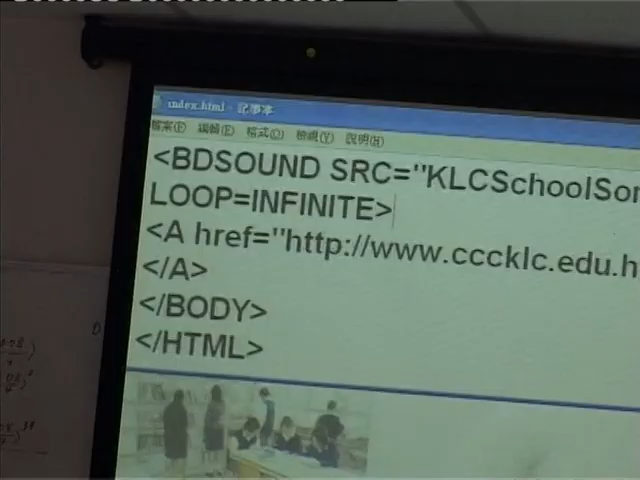 index.html - 記事本
檔案(F) 編輯(E) 格式(O) 檢視(V) 說明(H)
<BDSOUND SRC="KLCSchoolSon
LOOP=INFINITE>
<A href="http://www.cccklc.edu.h
</A>
</BODY>
</HTML>